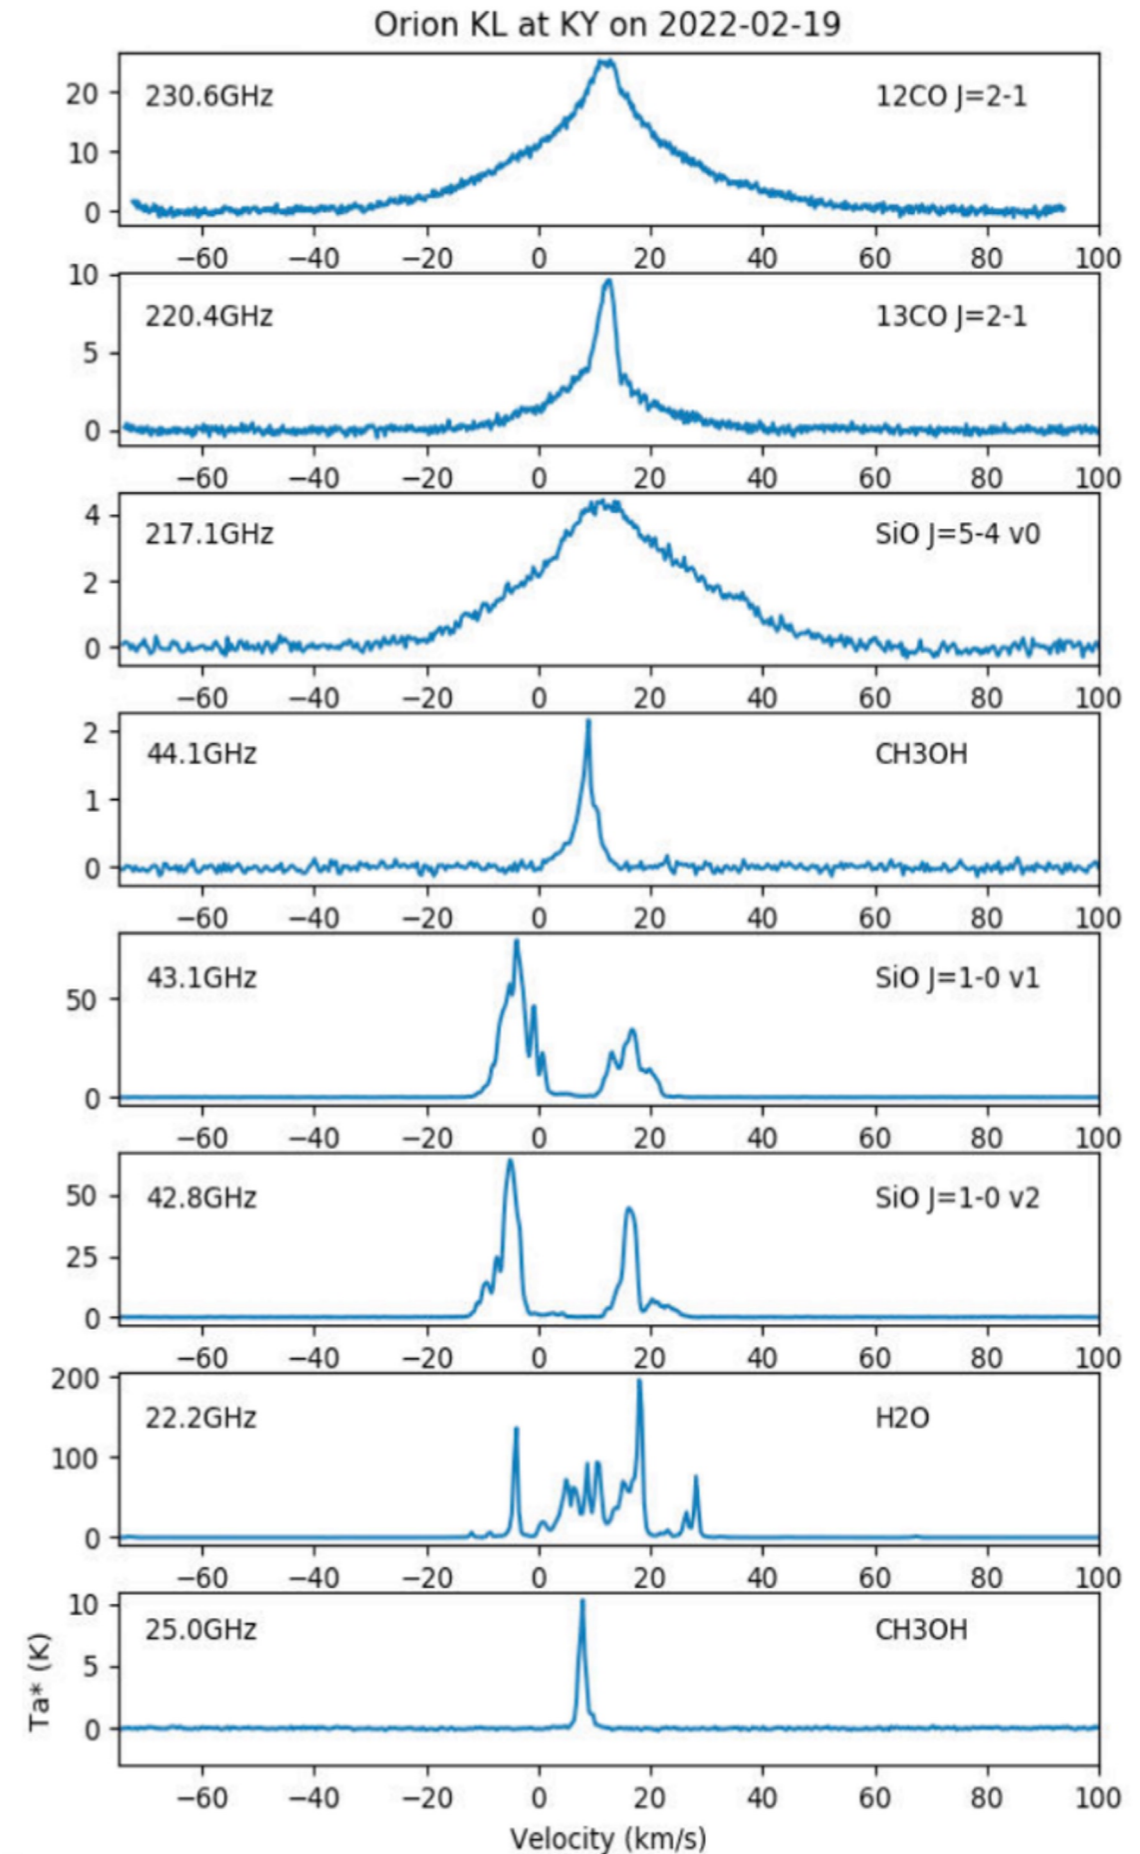 Orion KL at KY on 2022-02-19
230.6GHz 12CO J=2-1
20
10
0
−60 −40 −20 0 20 40 60 80 100
10
220.4GHz 13CO J=2-1
5
0
−60 −40 −20 0 20 40 60 80 100
4
217.1GHz SiO J=5-4 v0
2
0
−60 −40 −20 0 20 40 60 80 100
2
44.1GHz CH3OH
1
0
−60 −40 −20 0 20 40 60 80 100
43.1GHz SiO J=1-0 v1
50
0
−60 −40 −20 0 20 40 60 80 100
50
42.8GHz SiO J=1-0 v2
25
0
−60 −40 −20 0 20 40 60 80 100
200
22.2GHz H2O
100
0
−60 −40 −20 0 20 40 60 80 100
10
25.0GHz CH3OH
5
0
Ta* (K)
−60 −40 −20 0 20 40 60 80 100
Velocity (km/s)